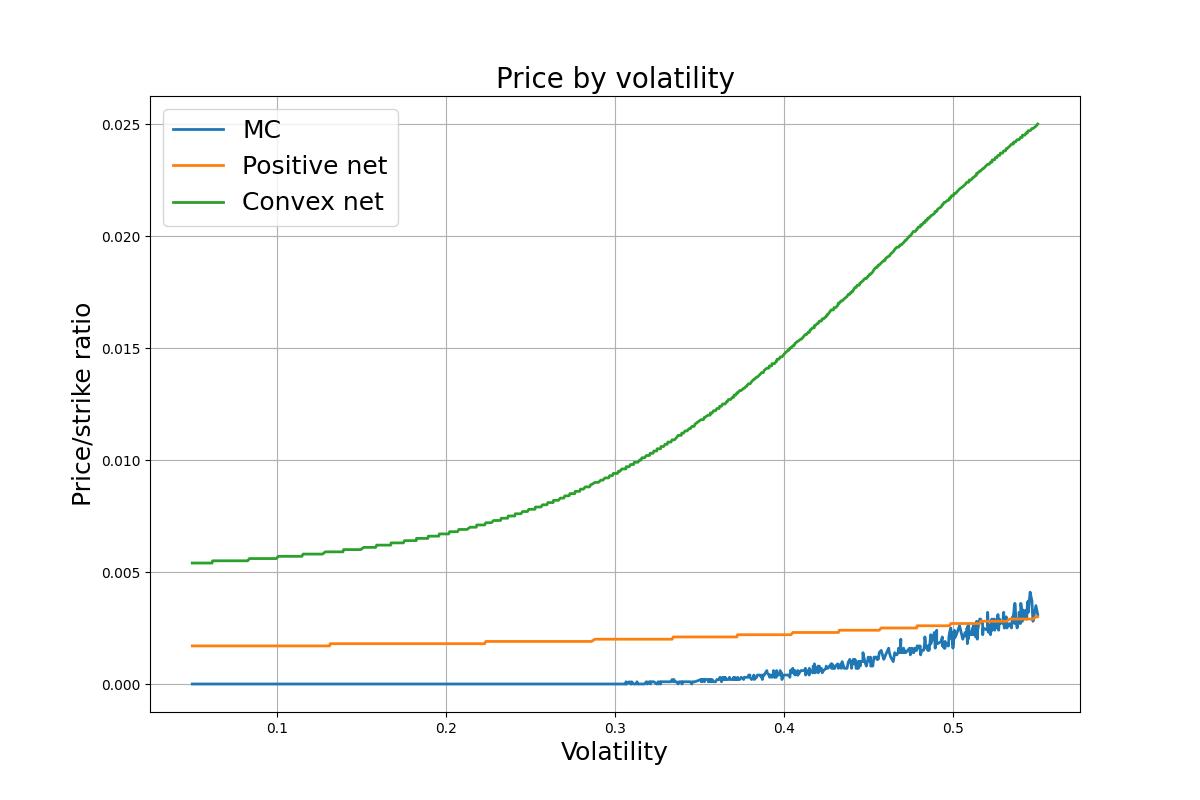 Price by volatility
MC
Positive net
Convex net
0.025
0.020
0.015
0.010
0.005
0.000
Price/strike ratio
0.1 0.2 0.3 0.4 0.5
Volatility